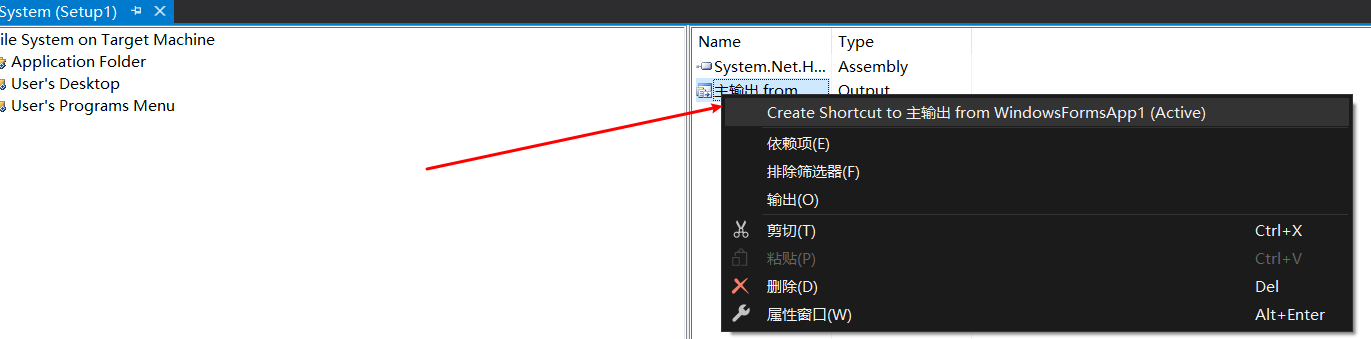 System (Setup1)
ile System on Target Machine
Application Folder
User's Desktop
User's Programs Menu
Name Type
System.Net.H... Assembly
主输出 from Output
Create Shortcut to 主输出 from WindowsFormsApp1 (Active)
依赖项(E)
排除筛选器(F)
输出(O)
剪切(T) Ctrl+X
粘贴(P) Ctrl+V
删除(D) Del
属性窗口(W) Alt+Enter